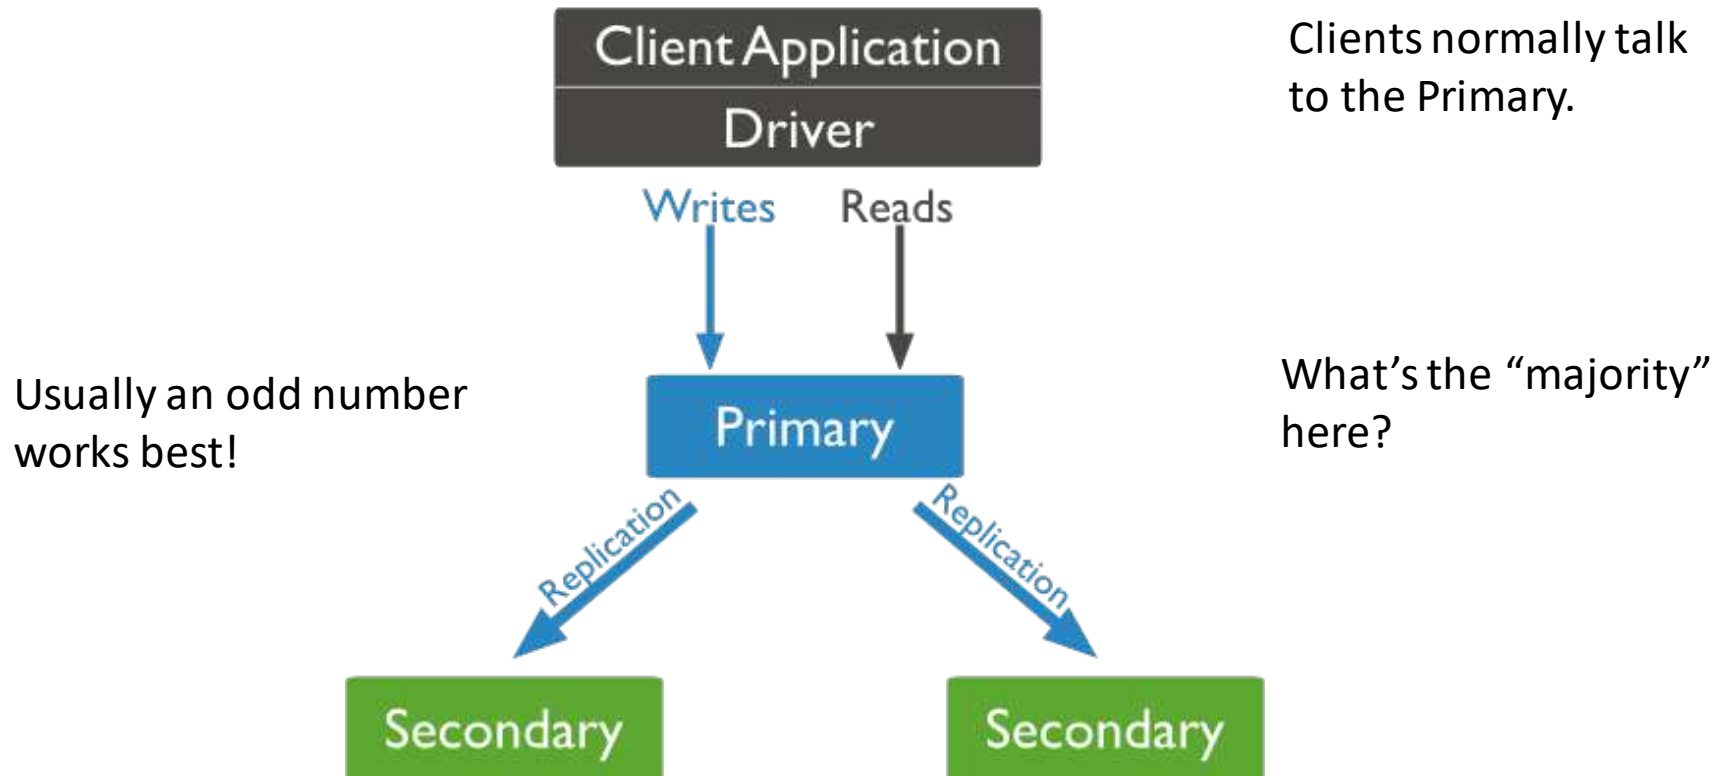 Client Application
Driver
Clients normally talk
to the Primary.
Writes
Reads
Usually an odd number
works best!
Primary
What’s the “majority”
here?
Replication
Replication
Secondary
Secondary